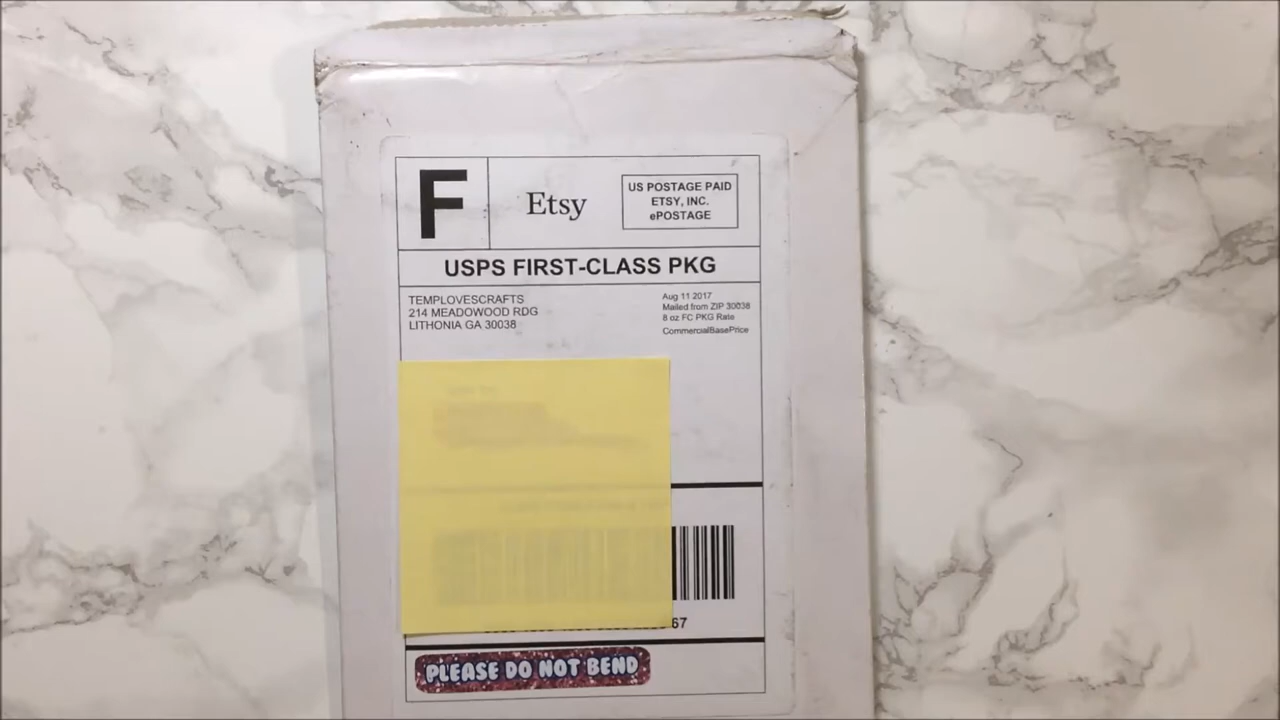 F
Etsy
US POSTAGE PAID
ETSY, INC.
ePOSTAGE
USPS FIRST-CLASS PKG
TEMPLOVESCRAFTS
214 MEADOWOOD RDG
LITHONIA GA 30038
Aug 11 2017
Mailed from ZIP 30038
8 oz FC PKG Rate
CommercialBasePrice
67
PLEASE DO NOT BEND